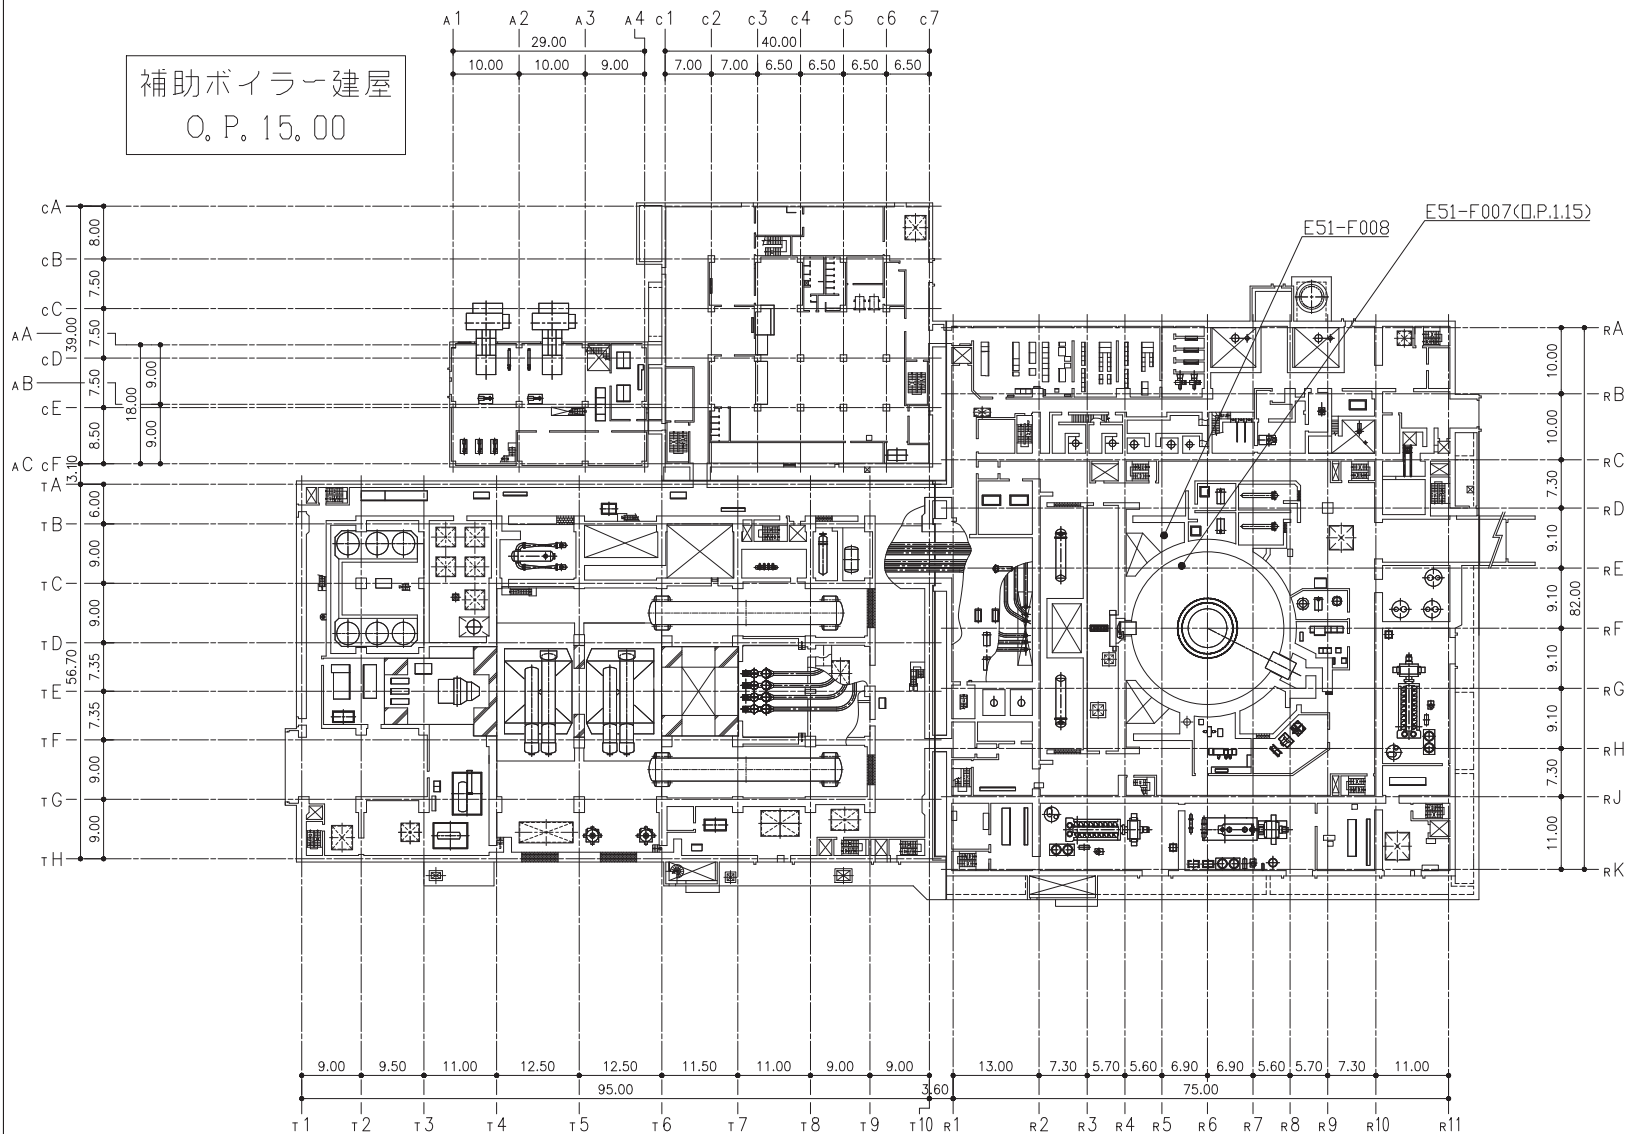 A1 A2 A3 A4 C1 C2 C3 C4 C5 C6 C7
29.00 40.00
10.00 10.00 9.00 7.00 7.00 6.50 6.50 6.50 6.50
補助ボイラー建屋
O.P.15.00
CA
8.00
CB
7.50
CC
AA
39.00
7.50
CD
AB
7.50
CE
8.50
AC CF
3.10
18.00
9.00
9.00
TA
6.00
TB
9.00
TC
9.00
TD
7.35
56.70
TE
7.35
TF
9.00
TG
9.00
TH
E51-F008
E51-F007(O.P.1.15)
RA
10.00
RB
10.00
RC
7.30
RD
9.10
RE
9.10
82.00
RF
9.10
RG
9.10
RH
7.30
RJ
11.00
RK
9.00 9.50 11.00 12.50 12.50 11.50 11.00 9.00 9.00 13.00 7.30 5.70 5.60 6.90 6.90 5.60 5.70 7.30 11.00
95.00 3.60 75.00
T1 T2 T3 T4 T5 T6 T7 T8 T9 T10 R1 R2 R3 R4 R5 R6 R7 R8 R9 R10 R11